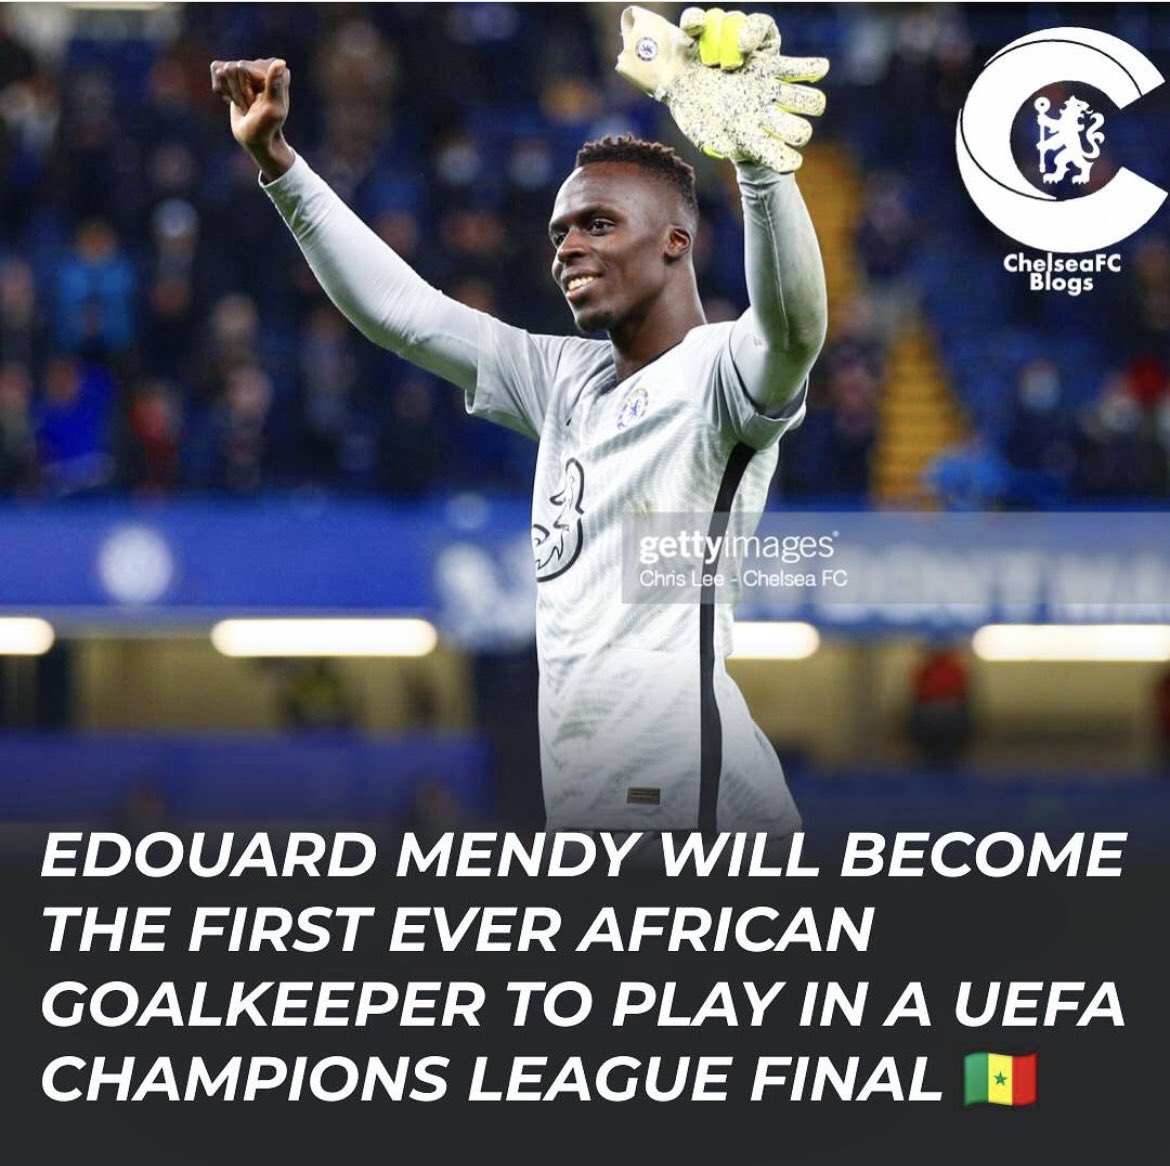 ChelseaFC
Blogs
gettyimages®
Chris Lee - Chelsea FC
EDOUARD MENDY WILL BECOME
THE FIRST EVER AFRICAN
GOALKEEPER TO PLAY IN A UEFA
CHAMPIONS LEAGUE FINAL 🇸🇳